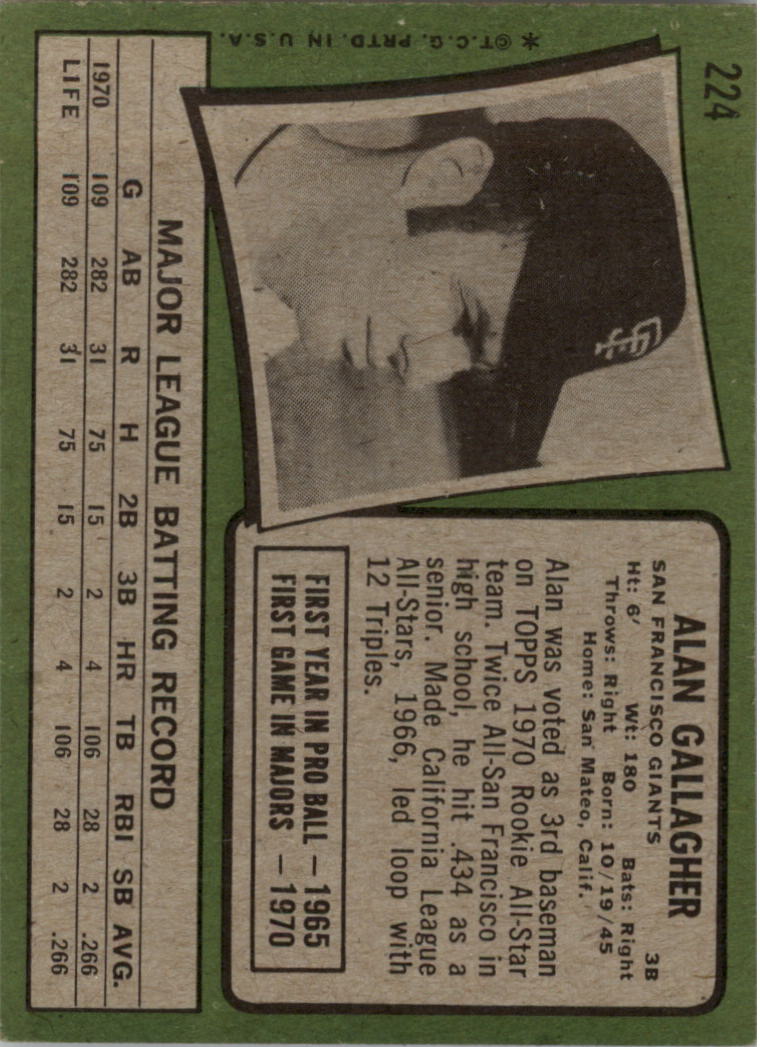 224
* ©T.C.G. PRTD. IN U.S.A.
SF
ALAN GALLAGHER
SAN FRANCISCO GIANTS 3B
Ht: 6' Wt: 180 Bats: Right
Throws: Right Born: 10/19/45
Home: San Mateo, Calif.
Alan was voted as 3rd baseman
on TOPPS 1970 Rookie All-Star
team. Twice All-San Francisco in
high school, he hit .434 as a
senior. Made California League
All-Stars, 1966, led loop with
12 Triples.
FIRST YEAR IN PRO BALL — 1965
FIRST GAME IN MAJORS — 1970
MAJOR LEAGUE BATTING RECORD
G AB R H 2B 3B HR TB RBI SB AVG.
1970 109 282 31 75 15 2 4 106 28 2 .266
LIFE 109 282 31 75 15 2 4 106 28 2 .266